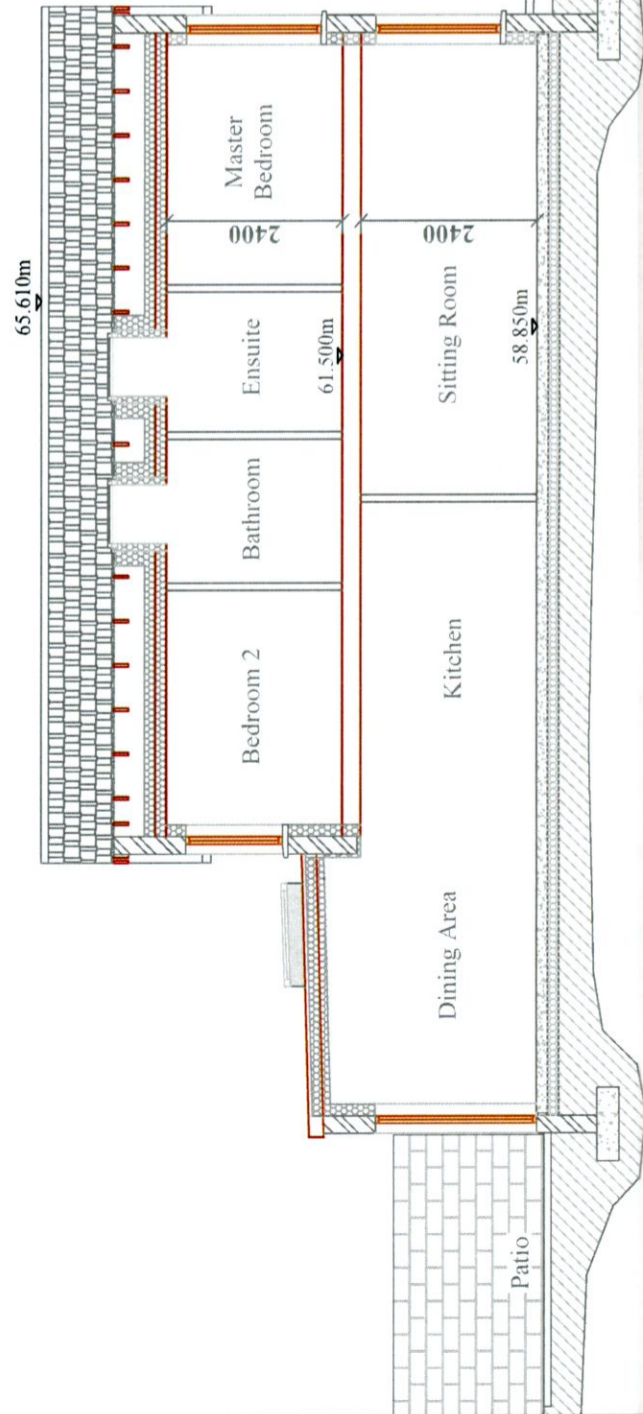 65.610m
Bedroom 2
Bathroom
Ensuite
Master
Bedroom
2400
61.500m
Dining Area
Kitchen
Sitting Room
2400
58.850m
Patio